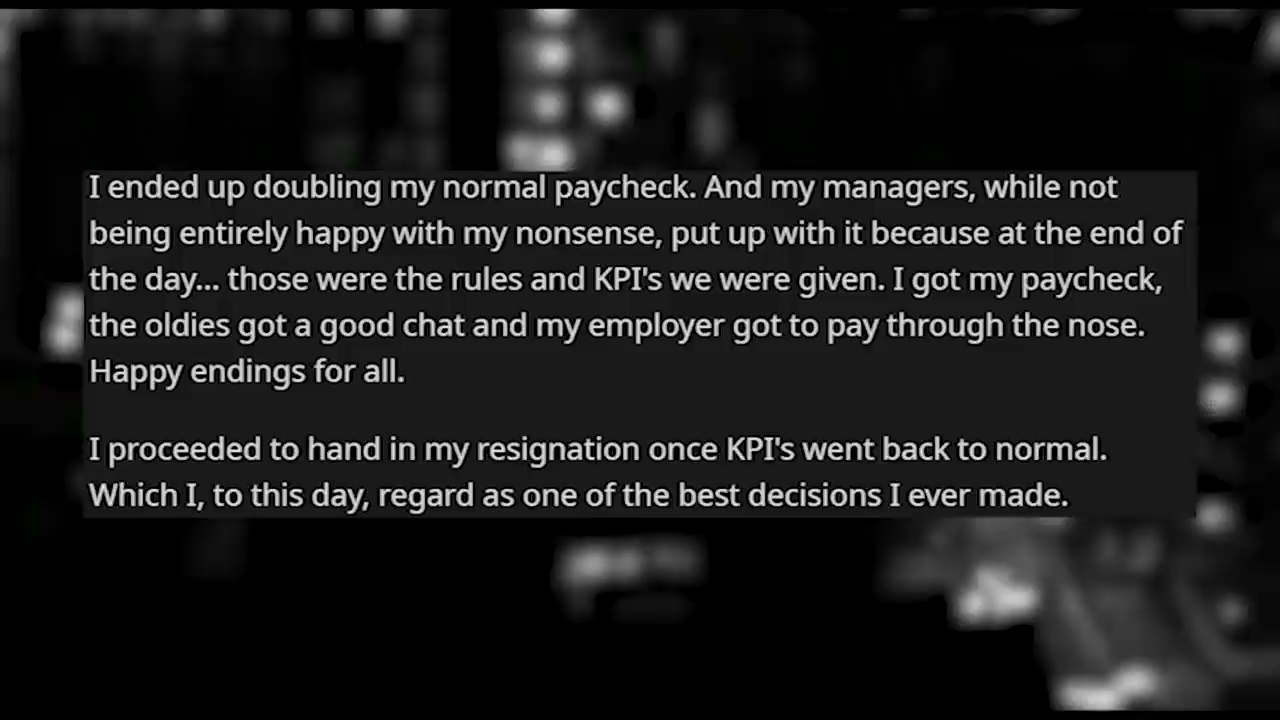 I ended up doubling my normal paycheck. And my managers, while not
being entirely happy with my nonsense, put up with it because at the end of
the day... those were the rules and KPI's we were given. I got my paycheck,
the oldies got a good chat and my employer got to pay through the nose.
Happy endings for all.
I proceeded to hand in my resignation once KPI's went back to normal.
Which I, to this day, regard as one of the best decisions I ever made.